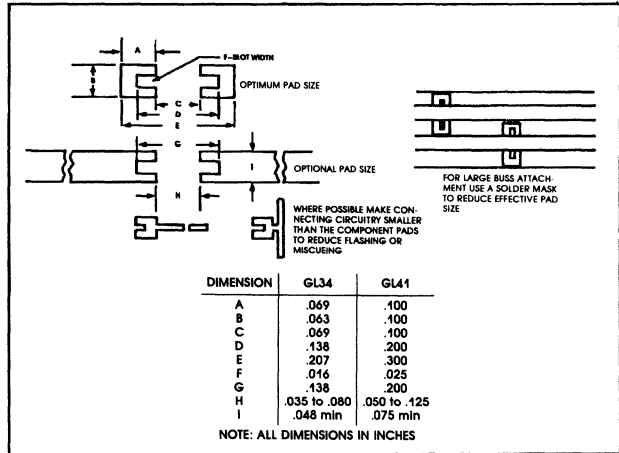 A
F-SLOT WIDTH
B
OPTIMUM PAD SIZE
C
D
E
G
I
OPTIONAL PAD SIZE
H
WHERE POSSIBLE MAKE CON-
NECTING CIRCUITRY SMALLER
THAN THE COMPONENT PADS
TO REDUCE FLASHING OR
MISCUEING
FOR LARGE BUSS ATTACH-
MENT USE A SOLDER MASK
TO REDUCE EFFECTIVE PAD
SIZE
DIMENSION GL34 GL41
A .069 .100
B .063 .100
C .069 .100
D .138 .200
E .207 .300
F .016 .025
G .138 .200
H .035 to .080 .050 to .125
I .048 min .075 min
NOTE: ALL DIMENSIONS IN INCHES